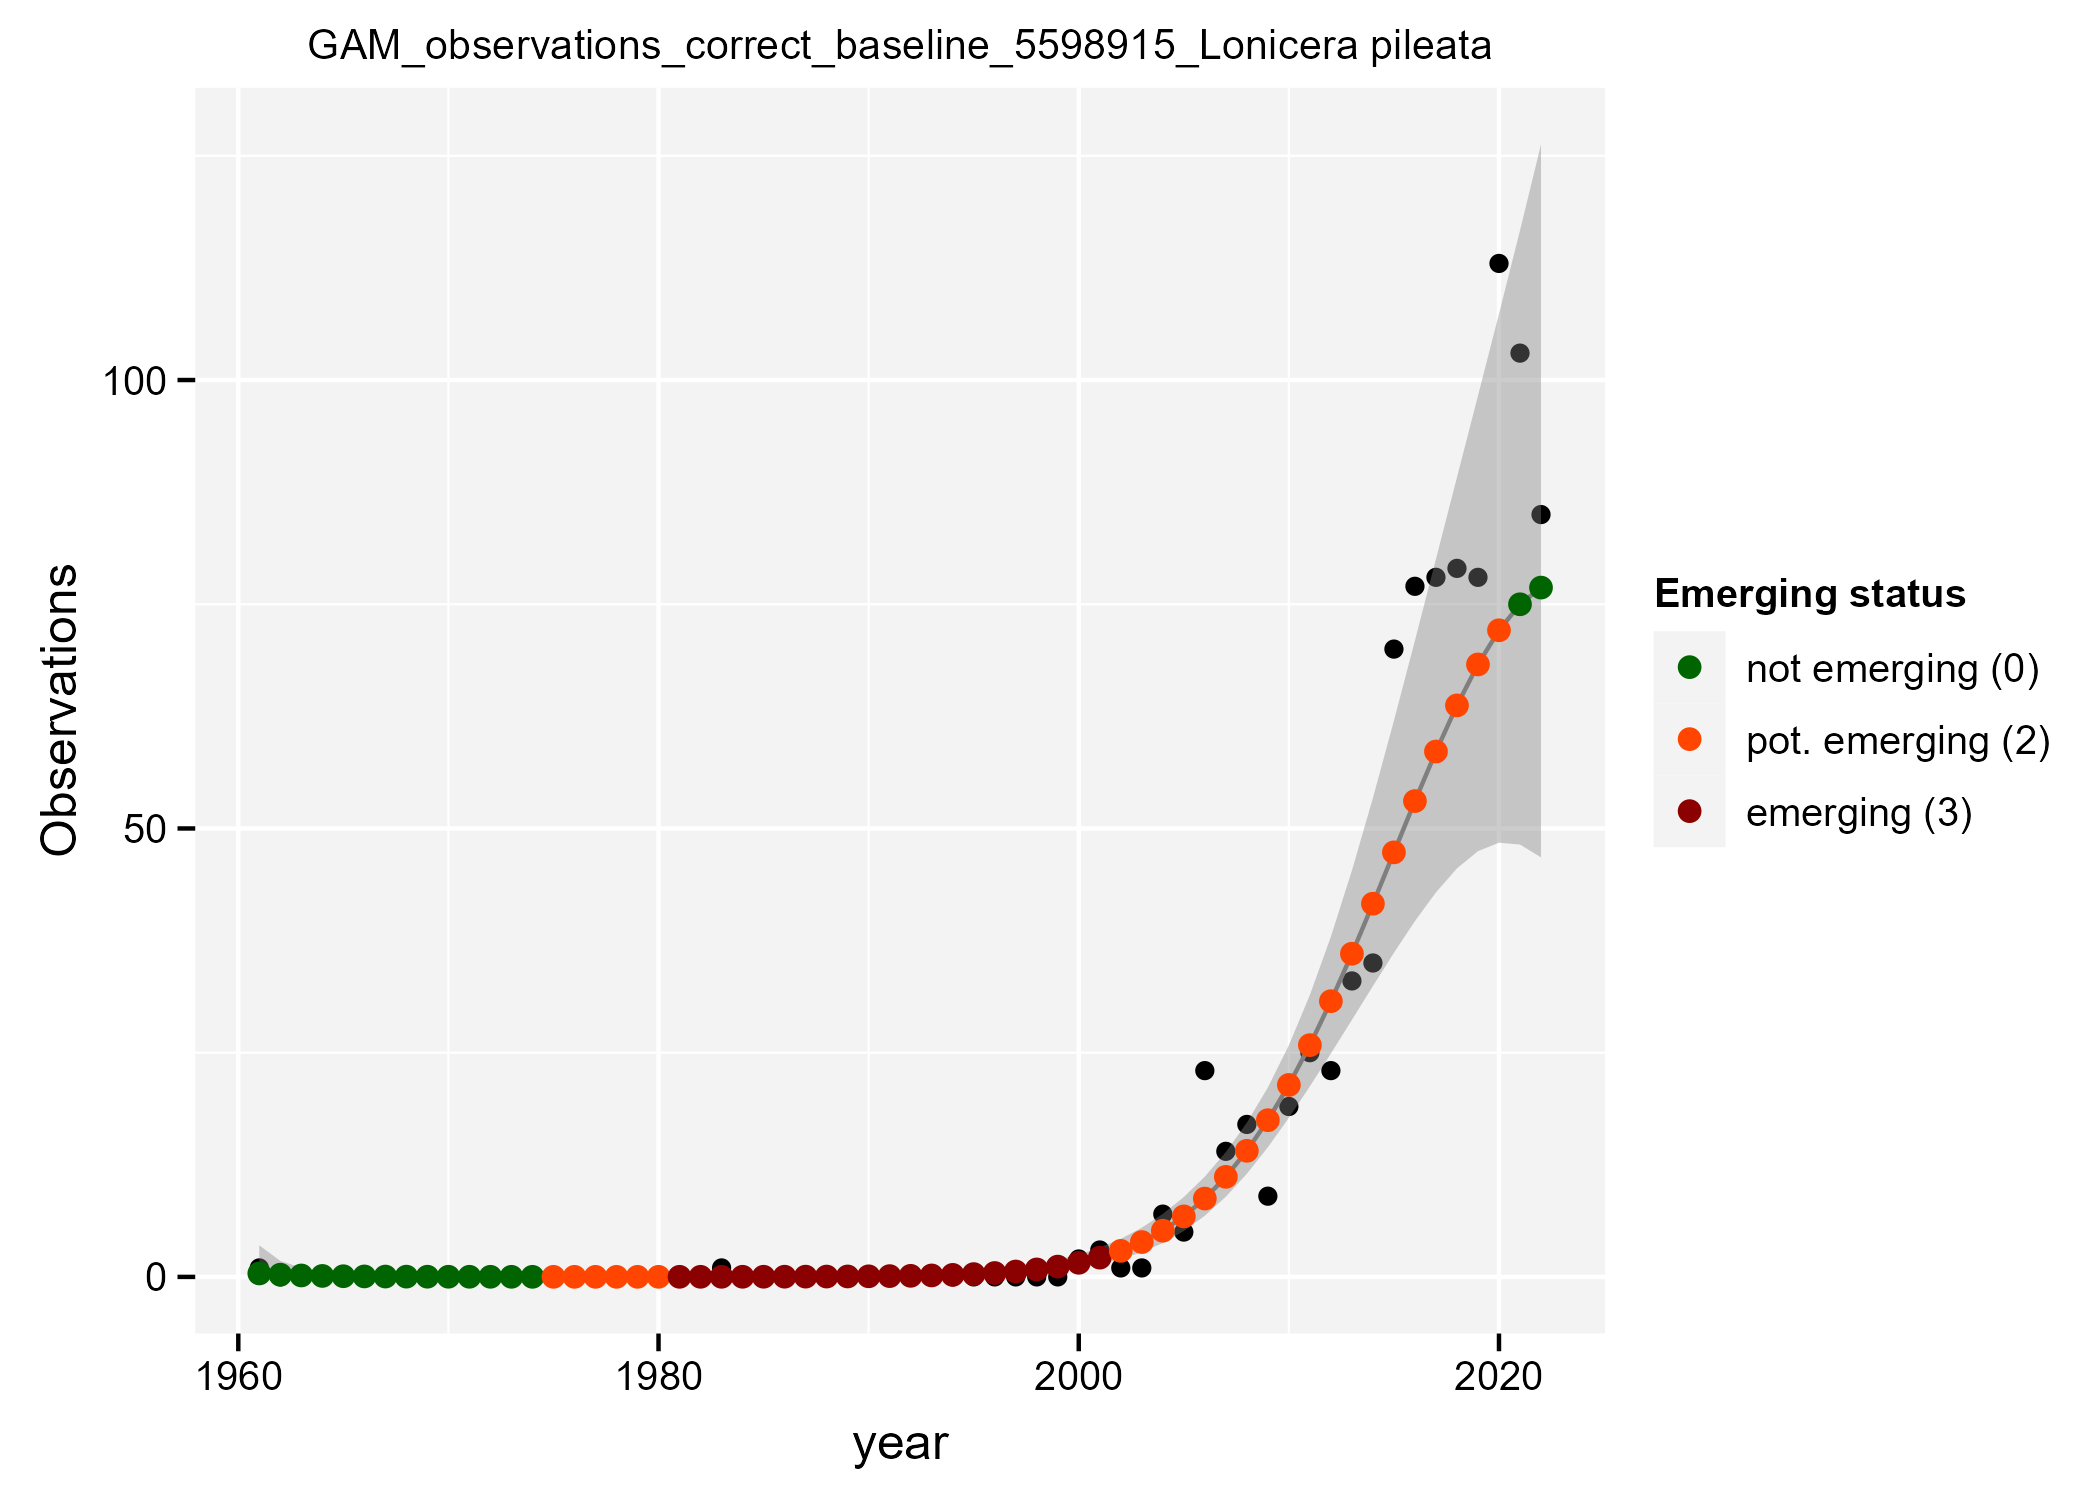 GAM_observations_correct_baseline_5598915_Lonicera pileata
Observations
100
50
0
1960
1980
2000
2020
year
Emerging status
not emerging (0)
pot. emerging (2)
emerging (3)